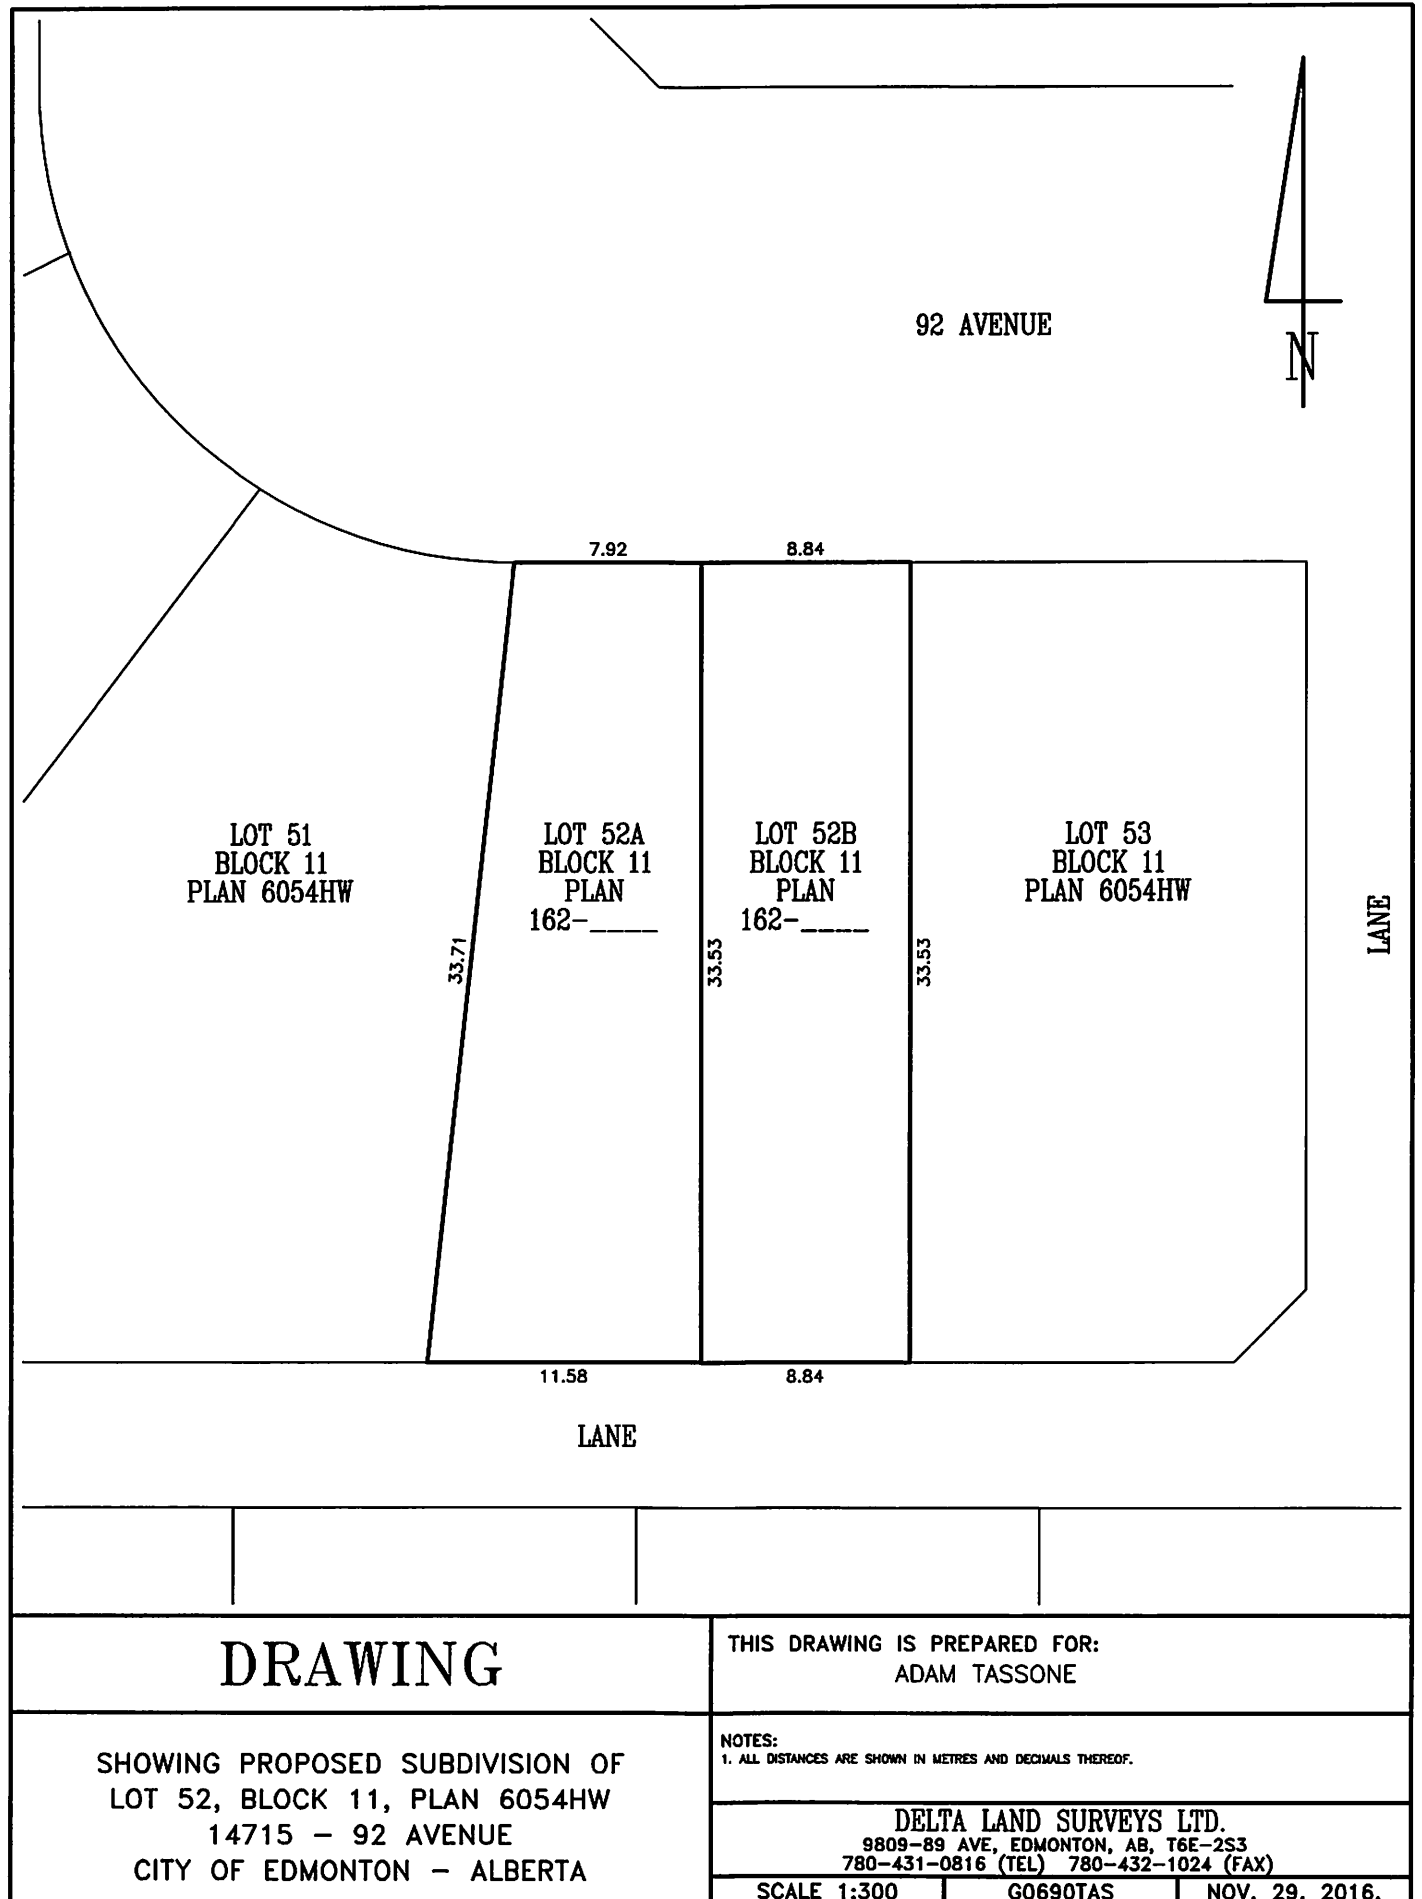 92 AVENUE
N
7.92
8.84
LOT 51
BLOCK 11
PLAN 6054HW
LOT 52A
BLOCK 11
PLAN
162-____
LOT 52B
BLOCK 11
PLAN
162-____
LOT 53
BLOCK 11
PLAN 6054HW
LANE
33.71
33.53
33.53
11.58
8.84
LANE
DRAWING
THIS DRAWING IS PREPARED FOR:
ADAM TASSONE
SHOWING PROPOSED SUBDIVISION OF
LOT 52, BLOCK 11, PLAN 6054HW
14715 – 92 AVENUE
CITY OF EDMONTON – ALBERTA
NOTES:
1. ALL DISTANCES ARE SHOWN IN METRES AND DECIMALS THEREOF.
DELTA LAND SURVEYS LTD.
9809-89 AVE, EDMONTON, AB, T6E-2S3
780-431-0816 (TEL) 780-432-1024 (FAX)
SCALE 1:300
G0690TAS
NOV. 29, 2016.